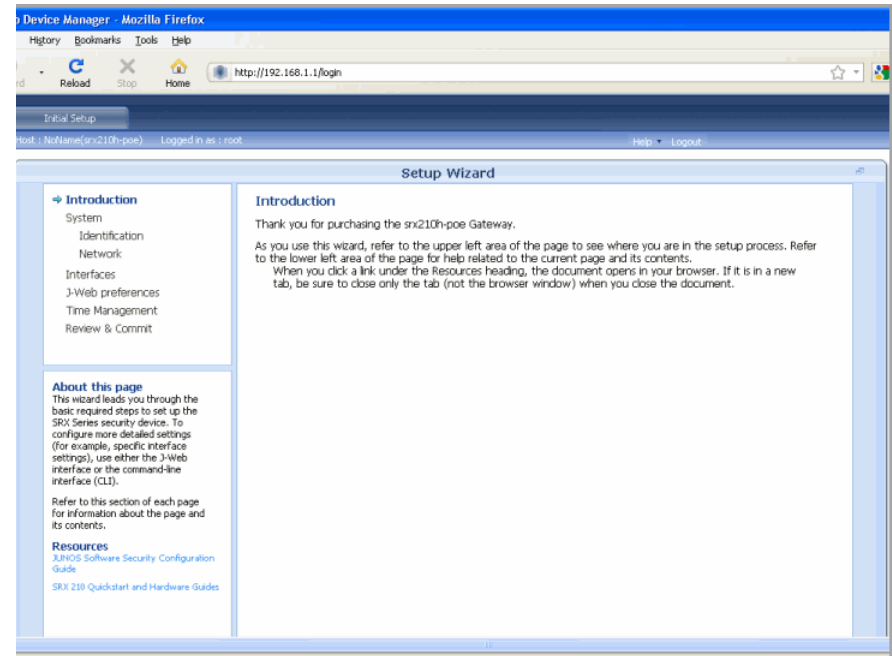 Device Manager - Mozilla Firefox
History Bookmarks Tools Help
Reload Stop Home http://192.168.1.1/login
Initial Setup
Host : NoName(srx210h-poe) Logged in as : root Help Logout
Setup Wizard
Introduction
System
Identification
Network
Interfaces
J-Web preferences
Time Management
Review & Commit
About this page
This wizard leads you through the
basic required steps to set up the
SRX Series security device. To
configure more detailed settings
(for example, specific interface
settings), use either the J-Web
interface or the command-line
interface (CLI).
Refer to this section of each page
for information about the page and
its contents.
Resources
JUNOS Software Security Configuration
Guide
SRX 210 Quickstart and Hardware Guides
Introduction
Thank you for purchasing the srx210h-poe Gateway.
As you use this wizard, refer to the upper left area of the page to see where you are in the setup process. Refer
to the lower left area of the page for help related to the current page and its contents.
When you click a link under the Resources heading, the document opens in your browser. If it is in a new
tab, be sure to close only the tab (not the browser window) when you close the document.